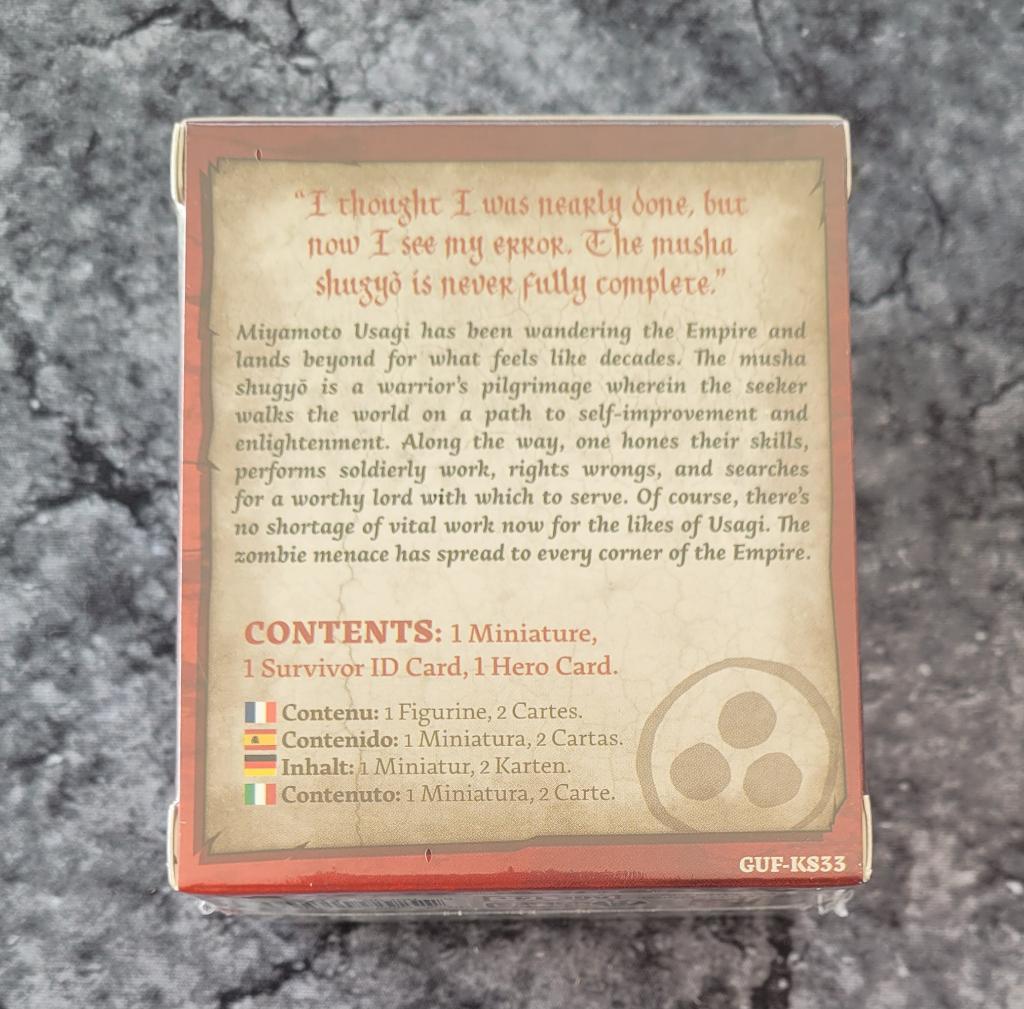 “I thought I was nearly done, but
now I see my error. The musha
shugyō is never fully complete.”
Miyamoto Usagi has been wandering the Empire and
lands beyond for what feels like decades. The musha
shugyō is a warrior’s pilgrimage wherein the seeker
walks the world on a path to self-improvement and
enlightenment. Along the way, one hones their skills,
performs soldierly work, rights wrongs, and searches
for a worthy lord with which to serve. Of course, there’s
no shortage of vital work now for the likes of Usagi. The
zombie menace has spread to every corner of the Empire.
CONTENTS: 1 Miniature,
1 Survivor ID Card, 1 Hero Card.
Contenu: 1 Figurine, 2 Cartes.
Contenido: 1 Miniatura, 2 Cartas.
Inhalt: 1 Miniatur, 2 Karten.
Contenuto: 1 Miniatura, 2 Carte.
GUF-KS33